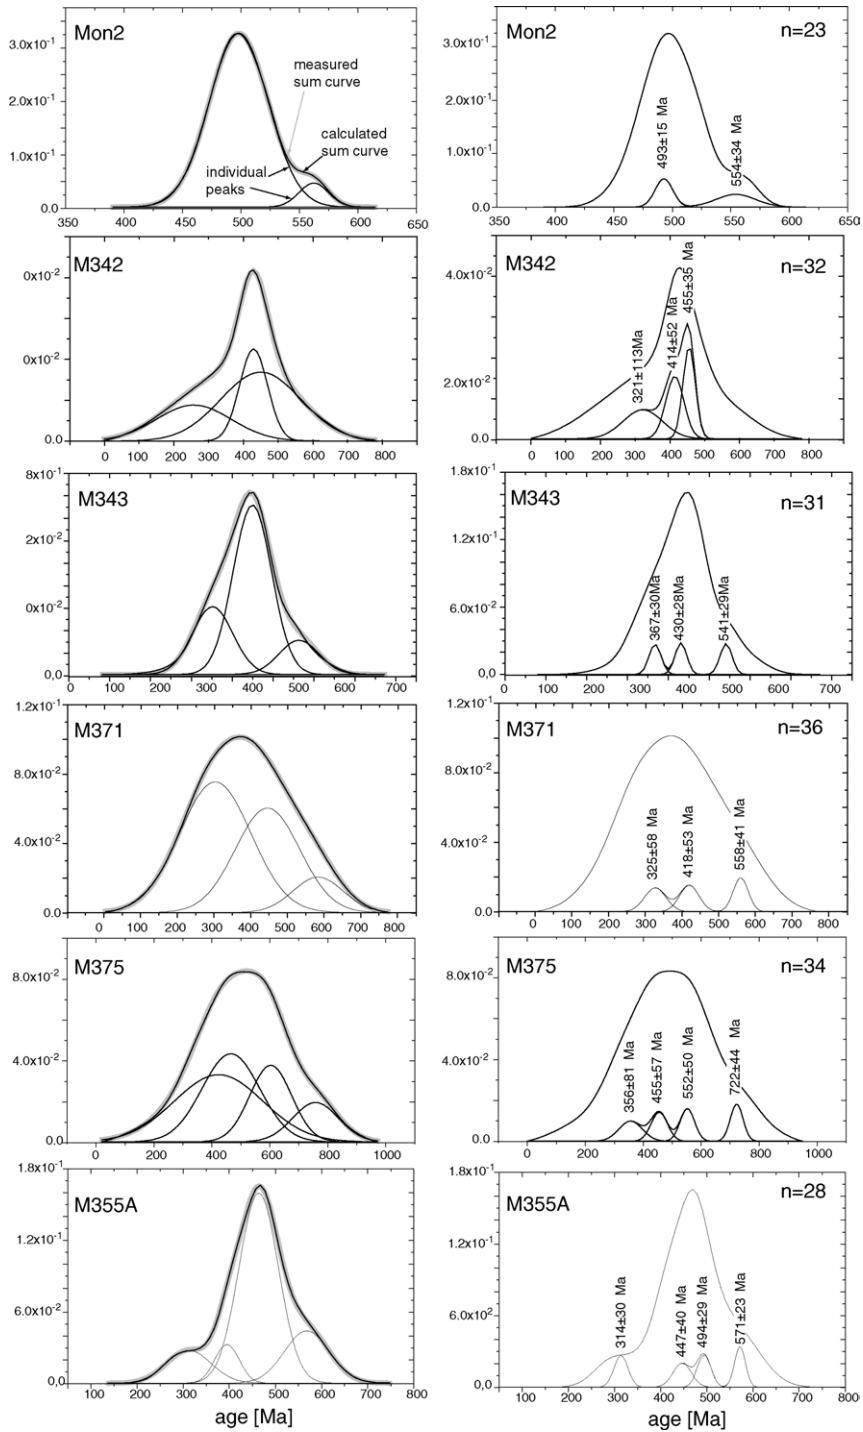 Mon2
3.0x10⁻¹
3.0x10⁻¹
1.0x10⁻¹
0.0
350 400 450 500 550 600 650
measured
sum curve
calculated
sum curve
individual
peaks
Mon2
n=23
3.0x10⁻¹
2.0x10⁻¹
1.0x10⁻¹
0.0
350 400 450 500 550 600 650
493±15 Ma
554±34 Ma
M342
0x10⁻²
0x10⁻²
0.0
0 100 200 300 400 500 600 700 800
M342
n=32
4.0x10⁻²
2.0x10⁻²
0.0
0 100 200 300 400 500 600 700 800
321±113Ma
414±52 Ma
455±35 Ma
M343
8x10⁻¹
2x10⁻¹
0x10⁻²
0.0
0 100 200 300 400 500 600 700
M343
n=31
1.8x10⁻¹
1.2x10⁻¹
6.0x10⁻²
0.0
0 100 200 300 400 500 600 700
367±30Ma
430±28Ma
541±29Ma
M371
1.2x10⁻¹
8.0x10⁻²
4.0x10⁻²
0.0
0 100 200 300 400 500 600 700 800
M371
n=36
1.2x10⁻¹
8.0x10⁻²
4.0x10⁻²
0.0
0 100 200 300 400 500 600 700 800
325±58 Ma
418±53 Ma
558±41 Ma
M375
8.0x10⁻²
4.0x10⁻²
0.0
0 200 400 600 800 1000
M375
n=34
8.0x10⁻²
4.0x10⁻²
0.0
0 200 400 600 800 1000
356±81 Ma
455±57 Ma
552±50 Ma
722±44 Ma
M355A
1.8x10⁻¹
1.2x10⁻¹
6.0x10⁻²
0.0
100 200 300 400 500 600 700 800
age [Ma]
M355A
n=28
1.8x10⁻¹
1.2x10⁻¹
6.0x10²
0.0
0 100 200 300 400 500 600 700 800
age [Ma]
314±30 Ma
447±40 Ma
494±29 Ma
571±23 Ma